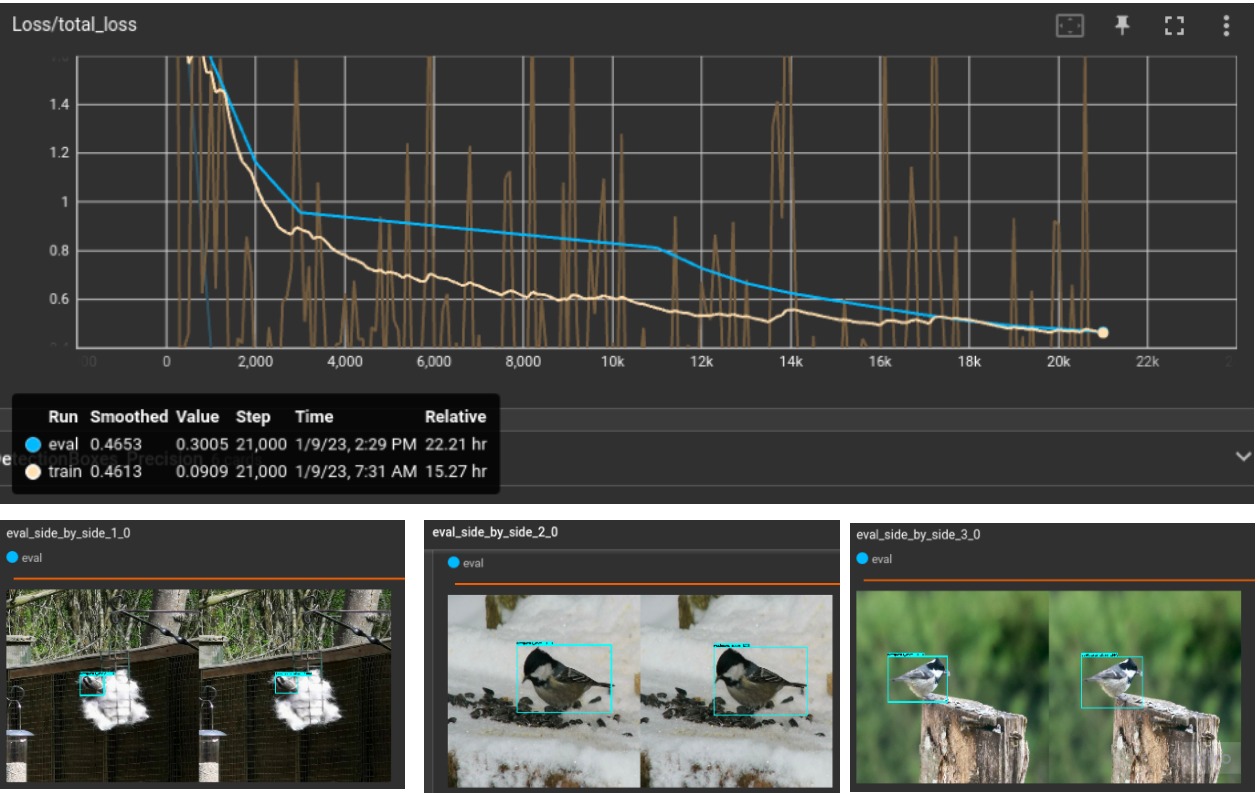 Loss/total_loss
1.4
1.2
1
0.8
0.6
0 2,000 4,000 6,000 8,000 10k 12k 14k 16k 18k 20k 22k
Run Smoothed Value Step Time Relative
eval 0.4653 0.3005 21,000 1/9/23, 2:29 PM 22.21 hr
train 0.4613 0.0909 21,000 1/9/23, 7:31 AM 15.27 hr
eval_side_by_side_1_0
eval
eval_side_by_side_2_0
eval
eval_side_by_side_3_0
eval